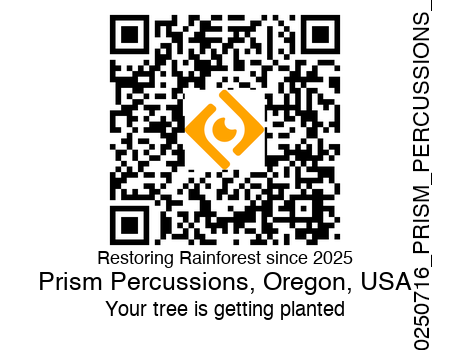 Restoring Rainforest since 2025
Prism Percussions, Oregon, USA
Your tree is getting planted
0250716_PRISM_PERCUSSIONS_